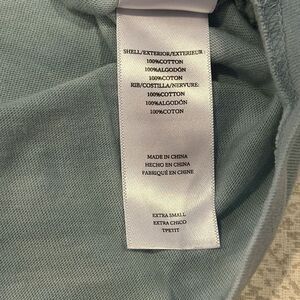 SHELL/EXTERIOR/EXTERIEUR
100%COTTON
100%ALGODÓN
100%COTON
RIB/COSTILLA/NERVURE:
100%COTTON
100%ALGODÓN
100%COTON
MADE IN CHINA
HECHO EN CHINA
FABRIQUÉ EN CHINE
EXTRA SMALL
EXTRA CHICO
TPETIT